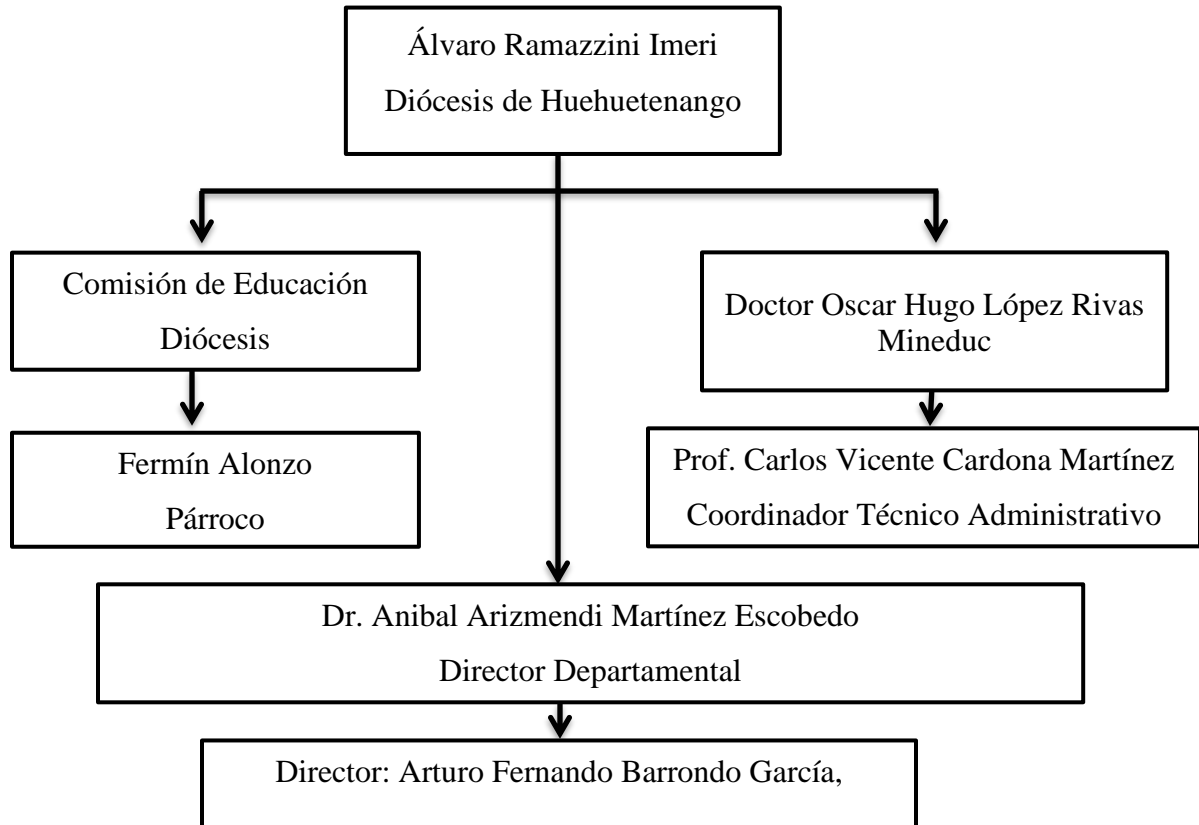 Álvaro Ramazzini Imeri
Diócesis de Huehuetenango
Comisión de Educación
Diócesis
Doctor Oscar Hugo López Rivas
Mineduc
Fermín Alonzo
Párroco
Prof. Carlos Vicente Cardona Martínez
Coordinador Técnico Administrativo
Dr. Anibal Arizmendi Martínez Escobedo
Director Departamental
Director: Arturo Fernando Barrondo García,